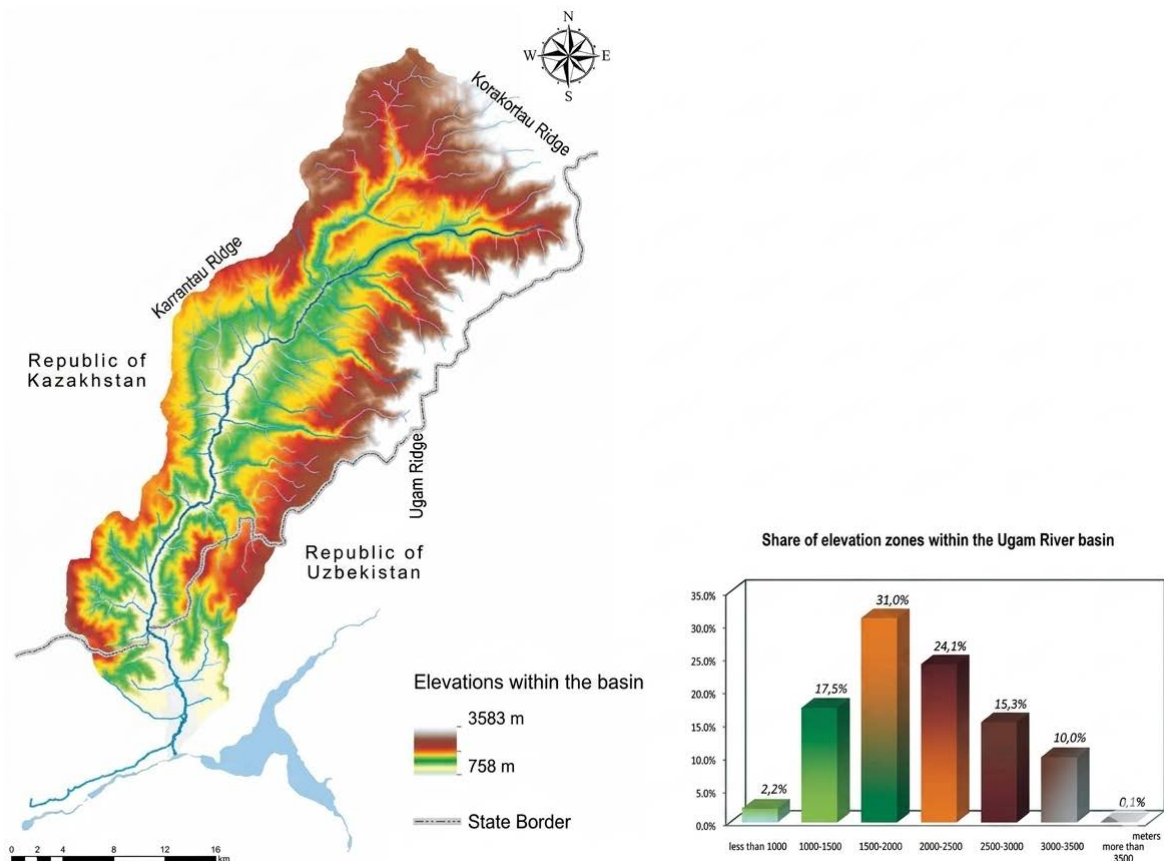 N
W
E
S
Korakortau Ridge
Karrantau Ridge
Republic of
Kazakhstan
Ugam Ridge
Republic of
Uzbekistan
Elevations within the basin
3583 m
758 m
State Border
0 2 4 8 12 16
km
Share of elevation zones within the Ugam River basin
35.0%
30.0%
25.0%
20.0%
15.0%
10.0%
5.0%
0.0%
2,2%
17,5%
31,0%
24,1%
15,3%
10,0%
0,1%
meters
less than 1000
1000-1500
1500-2000
2000-2500
2500-3000
3000-3500
more than
3500